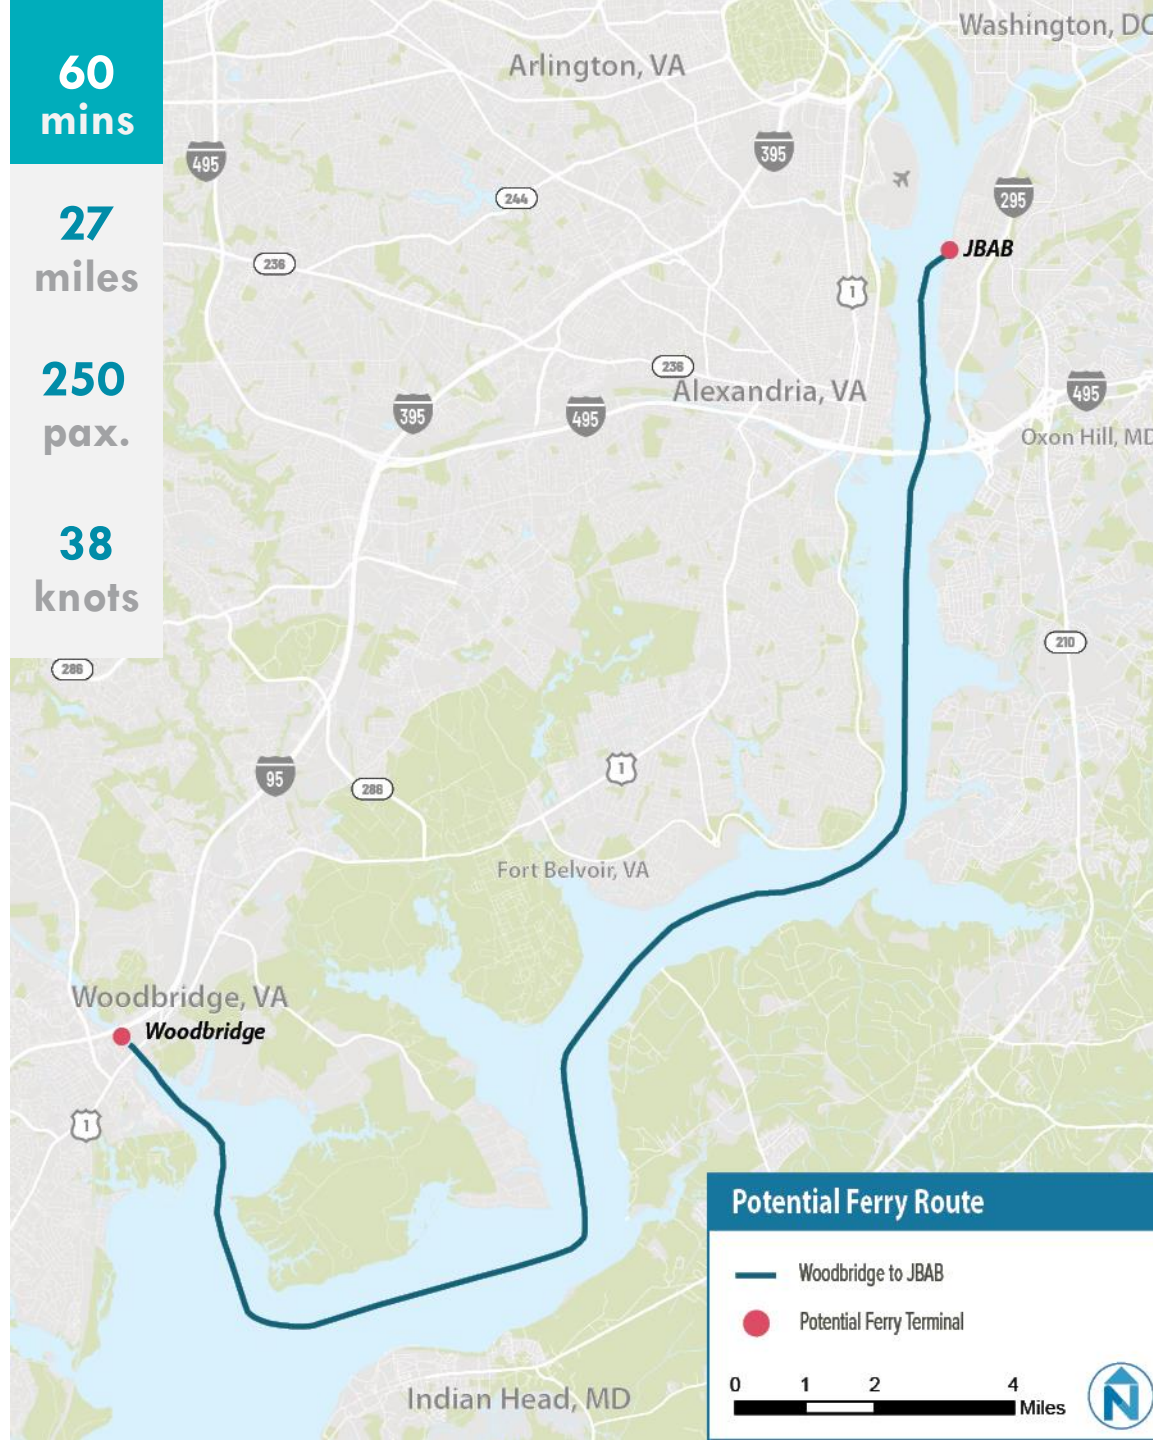 60
mins
27
miles
250
pax.
38
knots
Washington, DC
Arlington, VA
495
395
244
295
236
JBAB
1
236
Alexandria, VA
495
395
495
Oxon Hill, MD
210
286
1
95
286
Fort Belvoir, VA
Woodbridge, VA
Woodbridge
1
Indian Head, MD
Potential Ferry Route
Woodbridge to JBAB
Potential Ferry Terminal
0 1 2 4
Miles
N